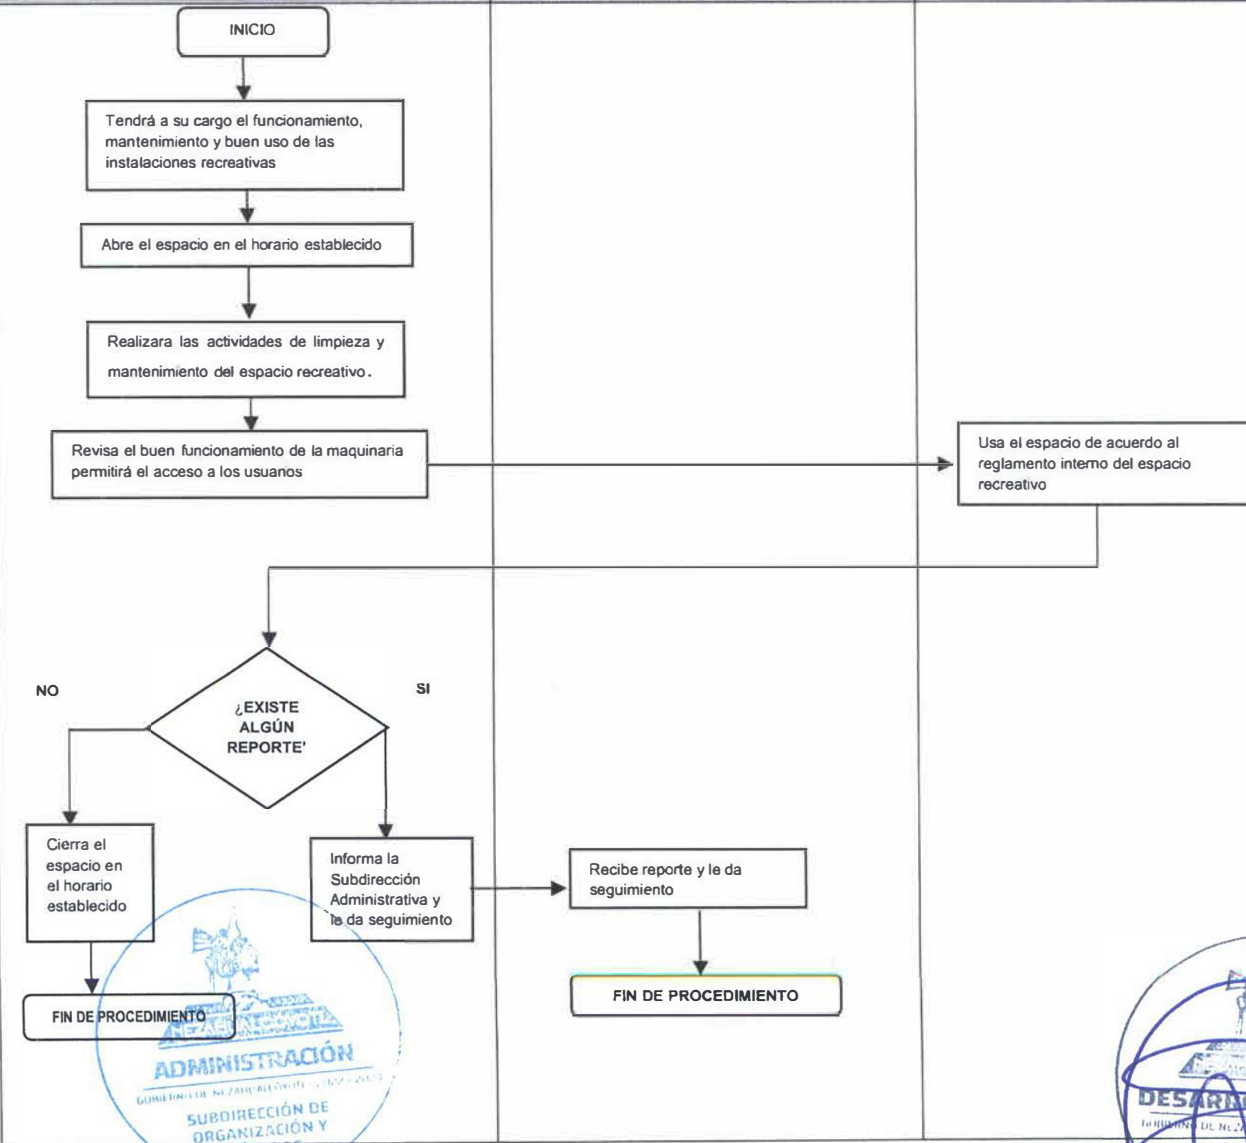 INICIO
Tendrá a su cargo el funcionamiento,
mantenimiento y buen uso de las
instalaciones recreativas
Abre el espacio en el horario establecido
Realizara las actividades de limpieza y
mantenimiento del espacio recreativo.
Revisa el buen funcionamiento de la maquinaria
permitirá el acceso a los usuarios
Usa el espacio de acuerdo al
reglamento interno del espacio
recreativo
NO
SI
¿EXISTE
ALGÚN
REPORTE'
Cierra el
espacio en
el horario
establecido
Informa la
Subdirección
Administrativa y
le da seguimiento
Recibe reporte y le da
seguimiento
FIN DE PROCEDIMIENTO
FIN DE PROCEDIMIENTO
ADMINISTRACIÓN
SUBDIRECCIÓN DE
ORGANIZACIÓN Y